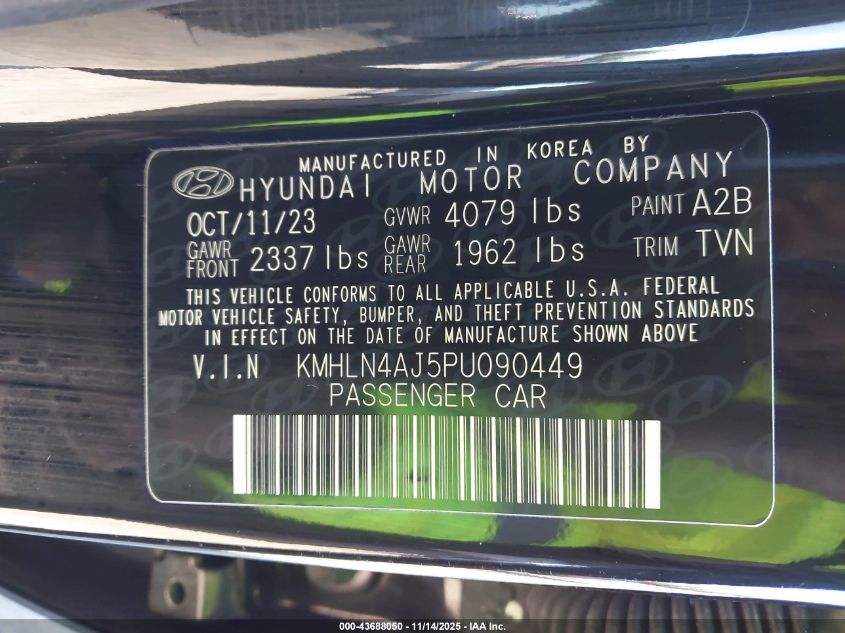 MANUFACTURED IN KOREA BY
HYUNDAI MOTOR COMPANY
OCT/11/23 GVWR 4079 lbs PAINT A2B
GAWR FRONT 2337 lbs GAWR REAR 1962 lbs TRIM TVN
THIS VEHICLE CONFORMS TO ALL APPLICABLE U.S.A. FEDERAL
MOTOR VEHICLE SAFETY, BUMPER, AND THEFT PREVENTION STANDARDS
IN EFFECT ON THE DATE OF MANUFACTURE SHOWN ABOVE
V.I.N KMHLN4AJ5PU090449
PASSENGER CAR
000-43688050 - 11/14/2025 - IAA Inc.